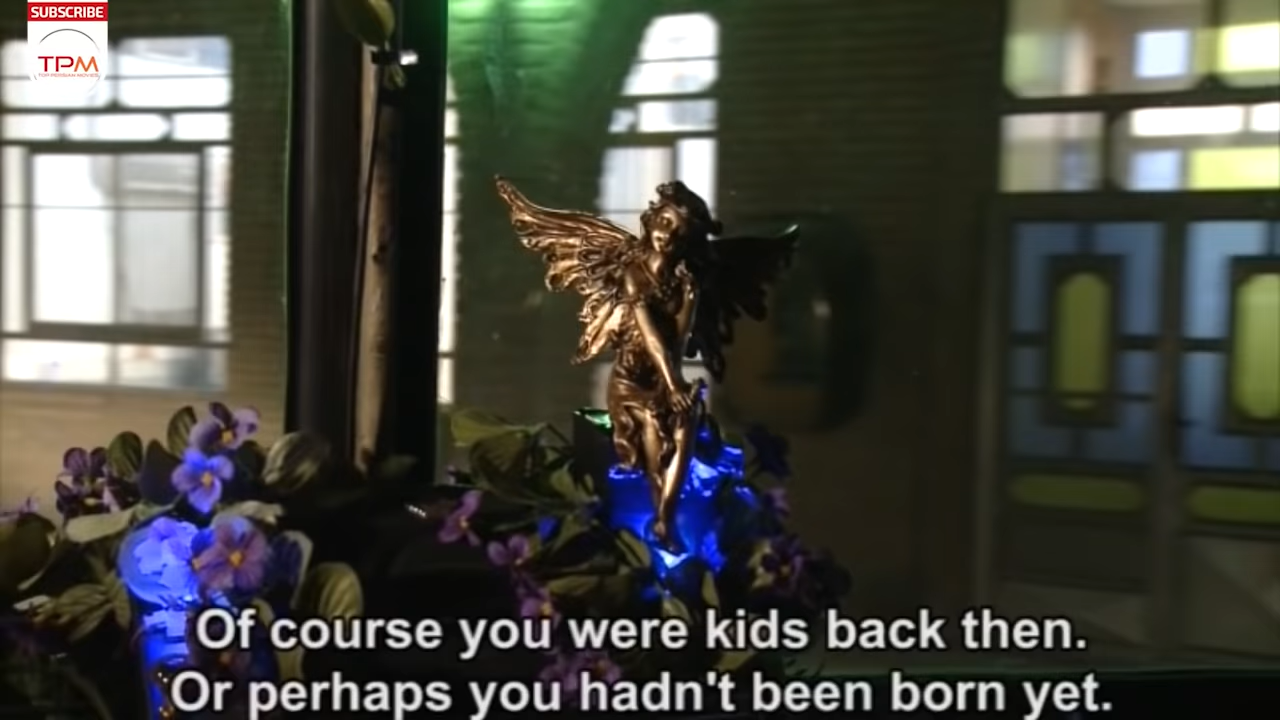 SUBSCRIBE
TPM
TOP PERSIAN MOVIES
Of course you were kids back then.
Or perhaps you hadn't been born yet.